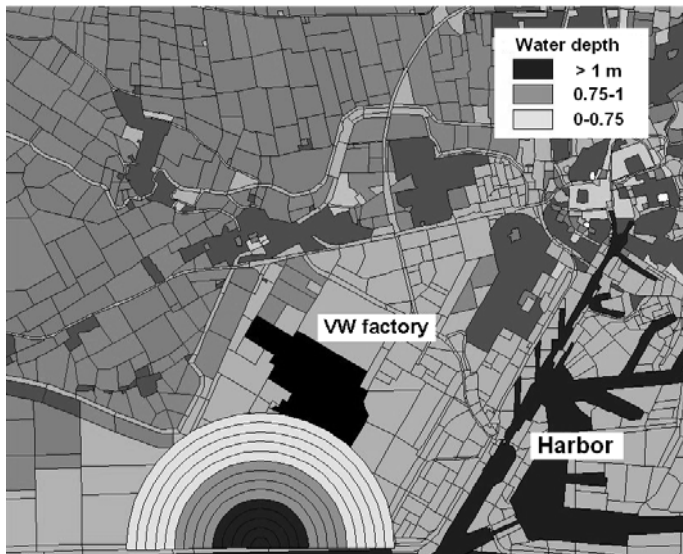 Water depth
> 1 m
0.75-1
0-0.75
VW factory
Harbor